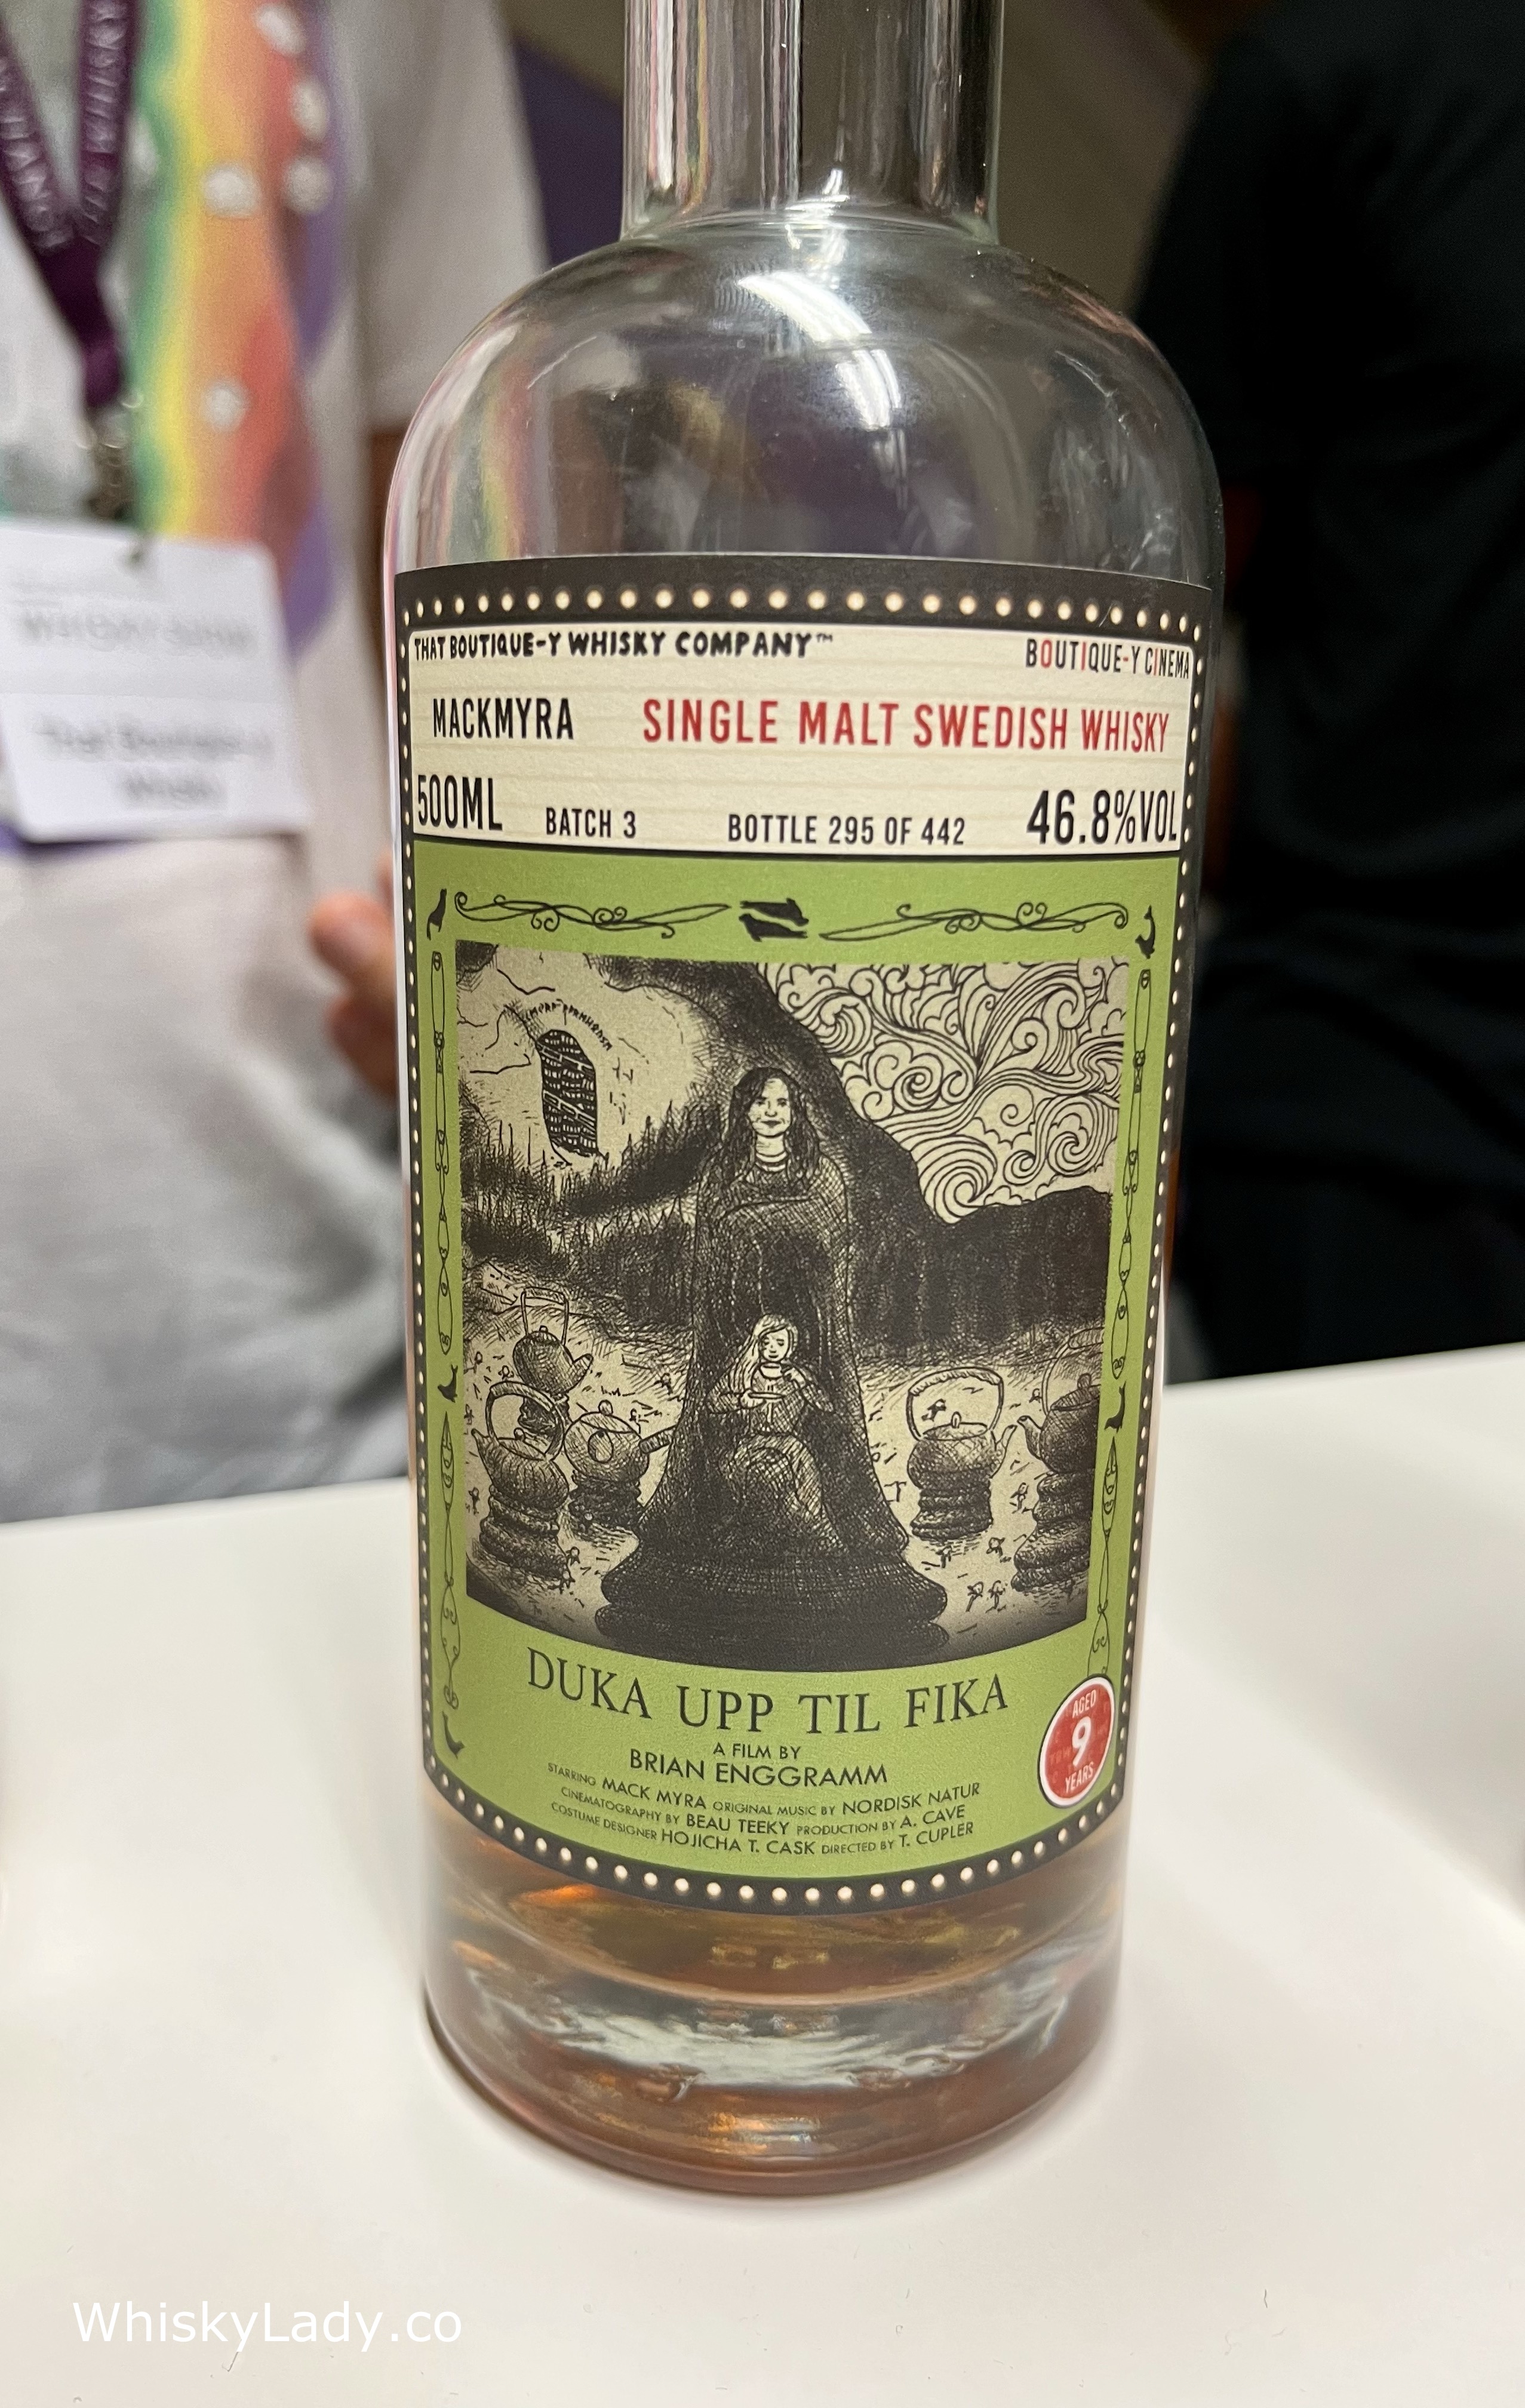 THAT BOUTIQUE-Y WHISKY COMPANY™
BOUTIQUE-Y CINEMA
MACKMYRA SINGLE MALT SWEDISH WHISKY
500ML BATCH 3 BOTTLE 295 OF 442 46.8%VOL
DUKA UPP TIL FIKA
A FILM BY
BRIAN ENGGRAMM
STARRING MACK MYRA ORIGINAL MUSIC BY NORDISK NATUR
CINEMATOGRAPHY BY BEAU TEEKY PRODUCTION BY A. CAVE
COSTUME DESIGNER HOJICHA T. CASK DIRECTED BY T. CUPLER
AGED
9
YEARS
WhiskyLady.co